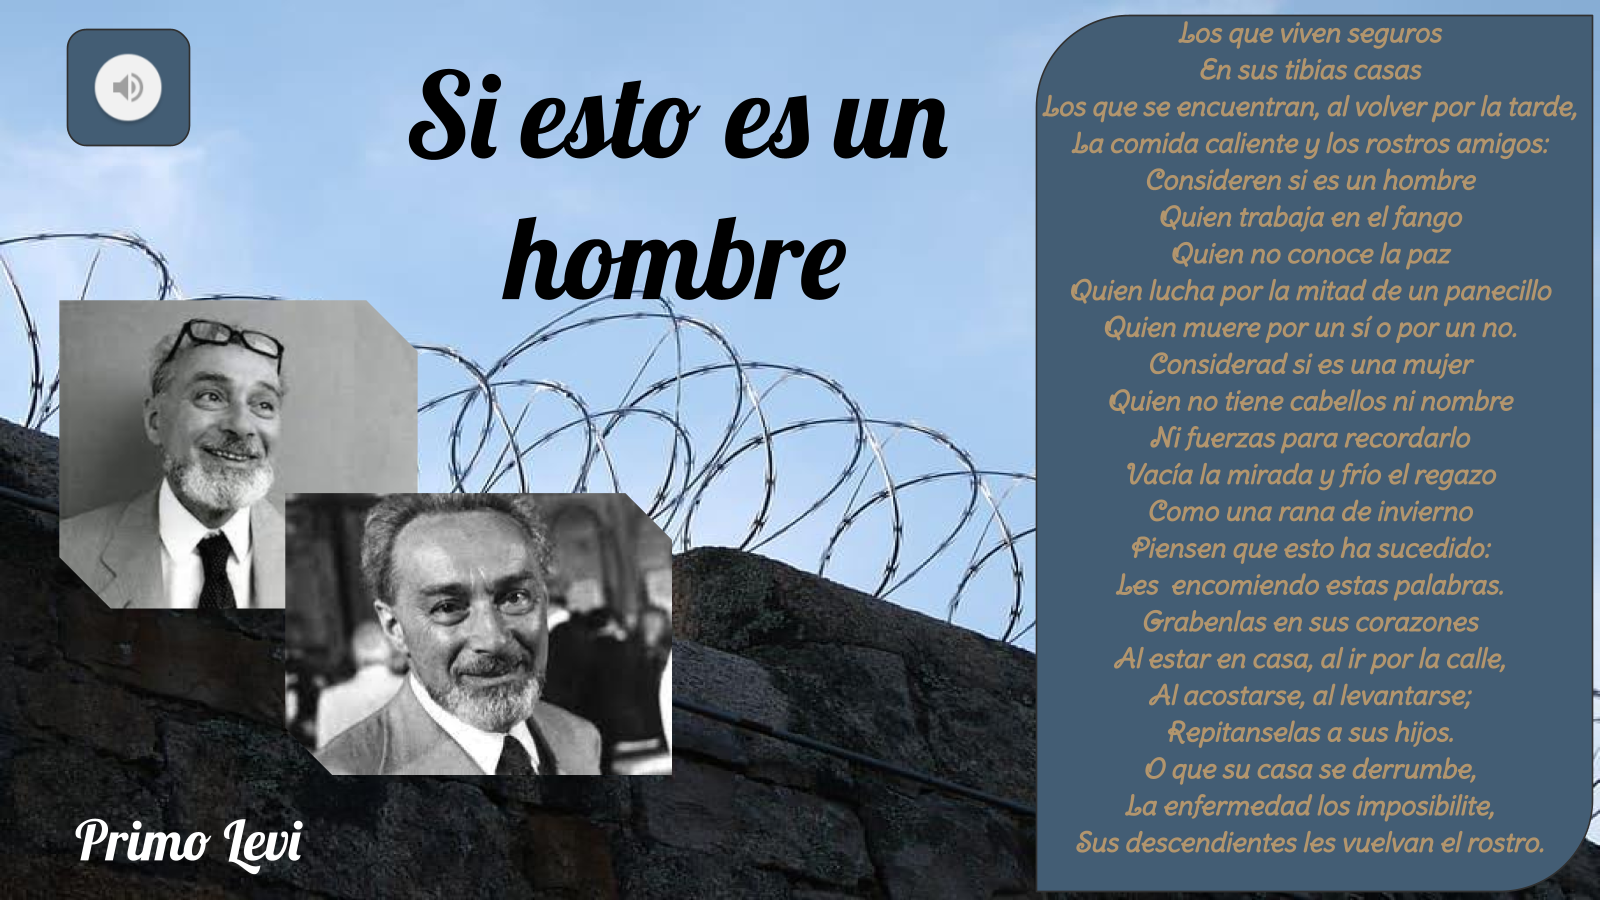 Si esto es un
hombre
Primo Levi
Los que viven seguros
En sus tibias casas
Los que se encuentran, al volver por la tarde,
La comida caliente y los rostros amigos:
Consideren si es un hombre
Quien trabaja en el fango
Quien no conoce la paz
Quien lucha por la mitad de un panecillo
Quien muere por un sí o por un no.
Considerad si es una mujer
Quien no tiene cabellos ni nombre
Ni fuerzas para recordarlo
Vacía la mirada y frío el regazo
Como una rana de invierno
Piensen que esto ha sucedido:
Les  encomiendo estas palabras.
Grabenlas en sus corazones
Al estar en casa, al ir por la calle,
Al acostarse, al levantarse;
Repitanselas a sus hijos.
O que su casa se derrumbe,
La enfermedad los imposibilite,
Sus descendientes les vuelvan el rostro.